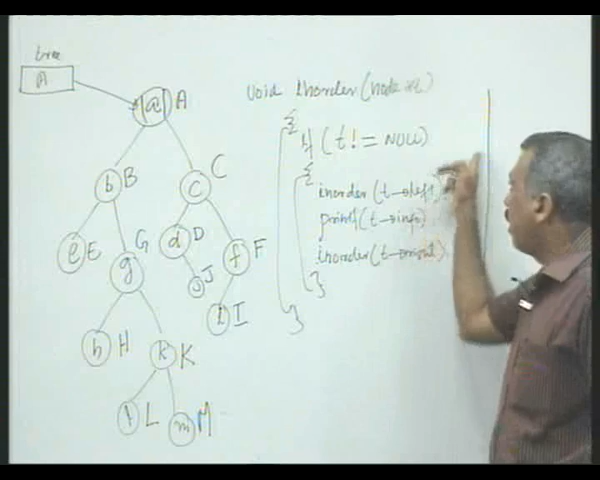 tree
A
a A
b B
c C
e E
g G
d D
f F
J
I
h H
k K
l L
m M
void Inorder(node *t)
{
if (t != NULL)
{
inorder(t→left)
printf(t→info)
Inorder(t→right)
}
}